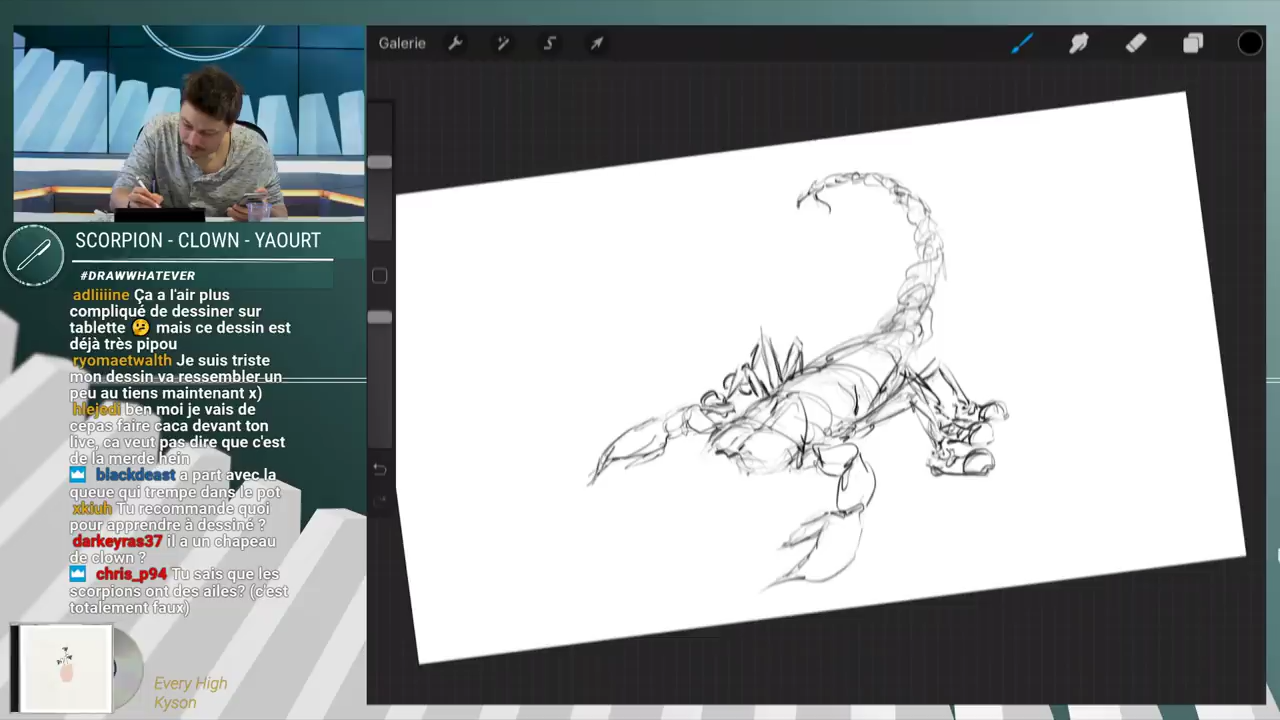 Galerie
SCORPION - CLOWN - YAOURT
#DRAWWHATEVER
adliiiine Ça a l'air plus
compliqué de dessiner sur
tablette 🤔 mais ce dessin est
déjà très pipou
ryomaetwalth Je suis triste
mon dessin va ressembler un
peu au tiens maintenant x)
hlejedi ben moi je vais de
cepas faire caca devant ton
live, ca veut pas dire que c'est
de la merde hein
blackdeast a part avec la
queue qui trempe dans le pot
xkiuh Tu recommande quoi
pour apprendre à dessiné ?
darkeyras37 il a un chapeau
de clown ?
chris_p94 Tu sais que les
scorpions ont des ailes? (c'est
totalement faux)
Every High
Kyson